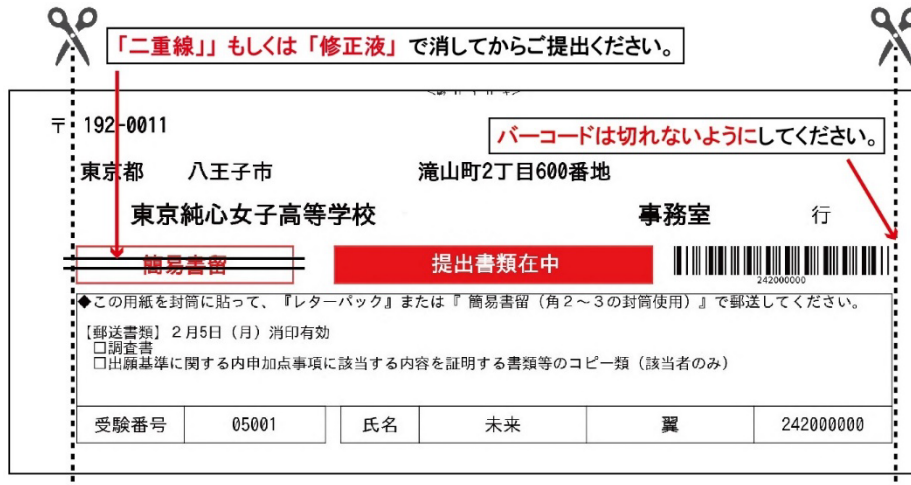 「二重線」」もしくは「修正液」で消してからご提出ください。
〒 192-0011
バーコードは切れないようにしてください。
東京都 八王子市 滝山町2丁目600番地
東京純心女子高等学校 事務室 行
簡易書留 提出書類在中
242000000
◆この用紙を封筒に貼って、『レターパック』または『 簡易書留（角２～３の封筒使用）』で郵送してください。
【郵送書類】２月5日（月）消印有効
□調査書
□出願基準に関する内申加点事項に該当する内容を証明する書類等のコピー類（該当者のみ）
受験番号 05001 氏名 未来 翼 242000000